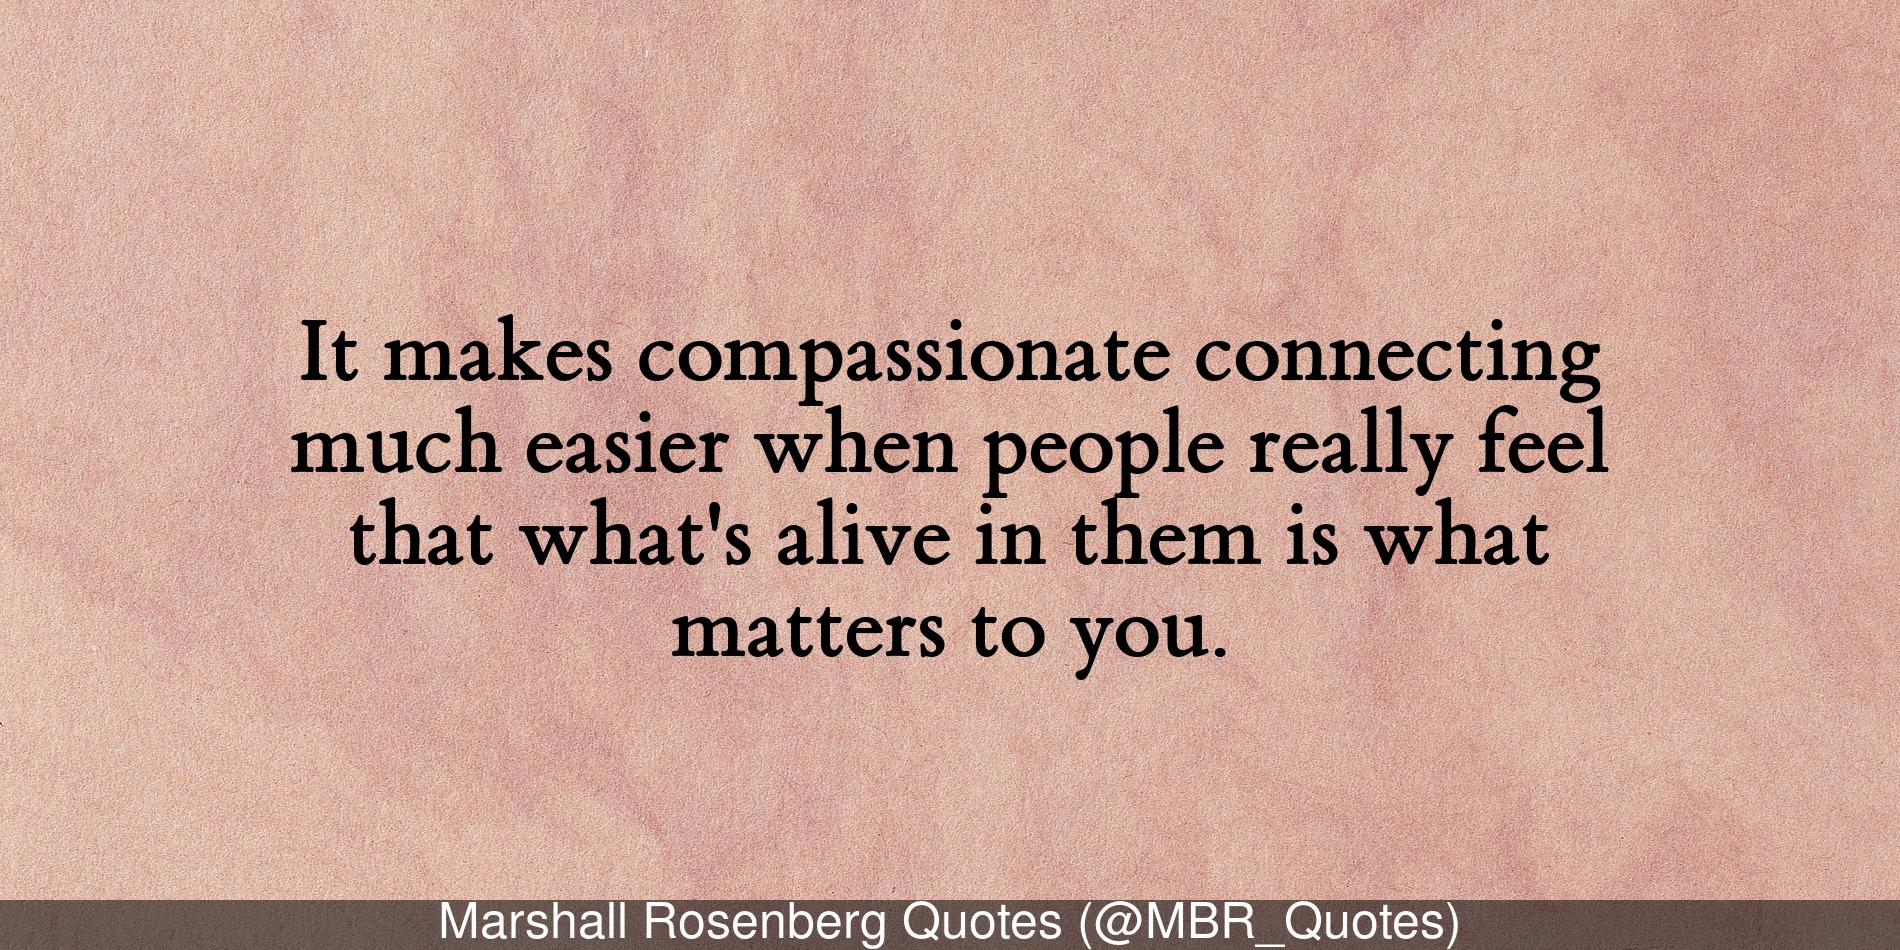 It makes compassionate connecting
much easier when people really feel
that what's alive in them is what
matters to you.
Marshall Rosenberg Quotes (@MBR_Quotes)